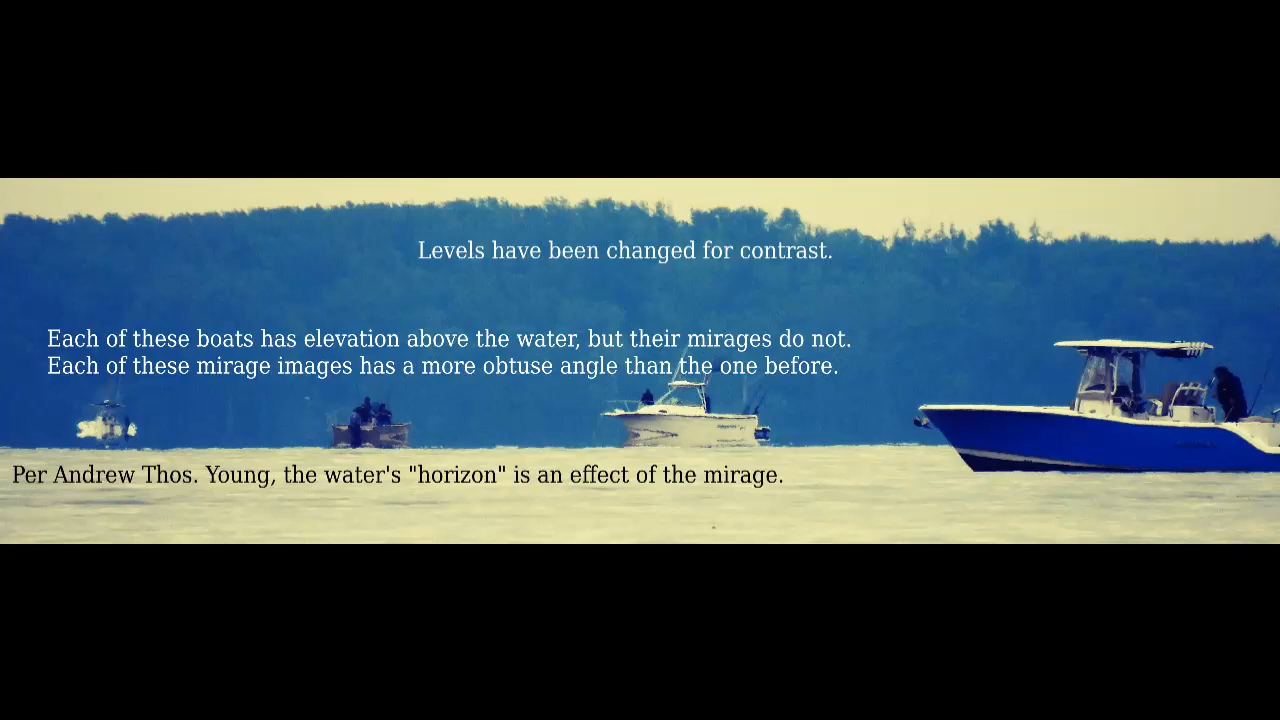 Levels have been changed for contrast.
Each of these boats has elevation above the water, but their mirages do not.
Each of these mirage images has a more obtuse angle than the one before.
Per Andrew Thos. Young, the water's "horizon" is an effect of the mirage.